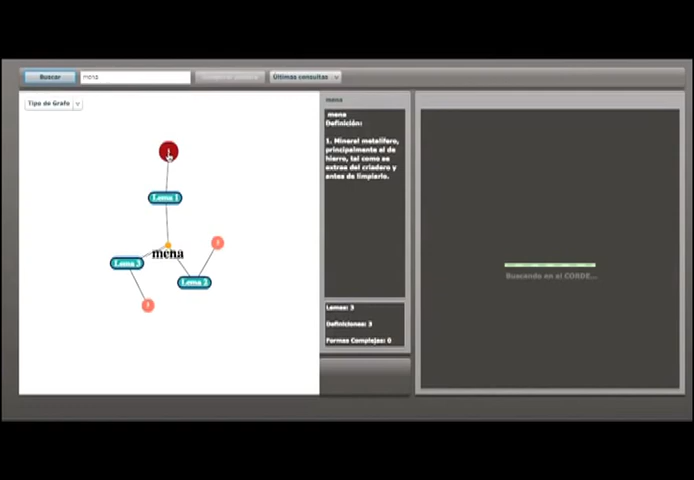 Buscar
mena
Últimas consultas
Tipo de Grafo
Lema 1
mena
Lema 3
Lema 2
mena
mena
Definición:
1. Mineral metalífero,
principalmente el de
hierro, tal como se
extrae del criadero y
antes de limpiarlo.
Lemas: 3
Definiciones: 3
Formas Complejas: 0
Buscando en el CORDE...